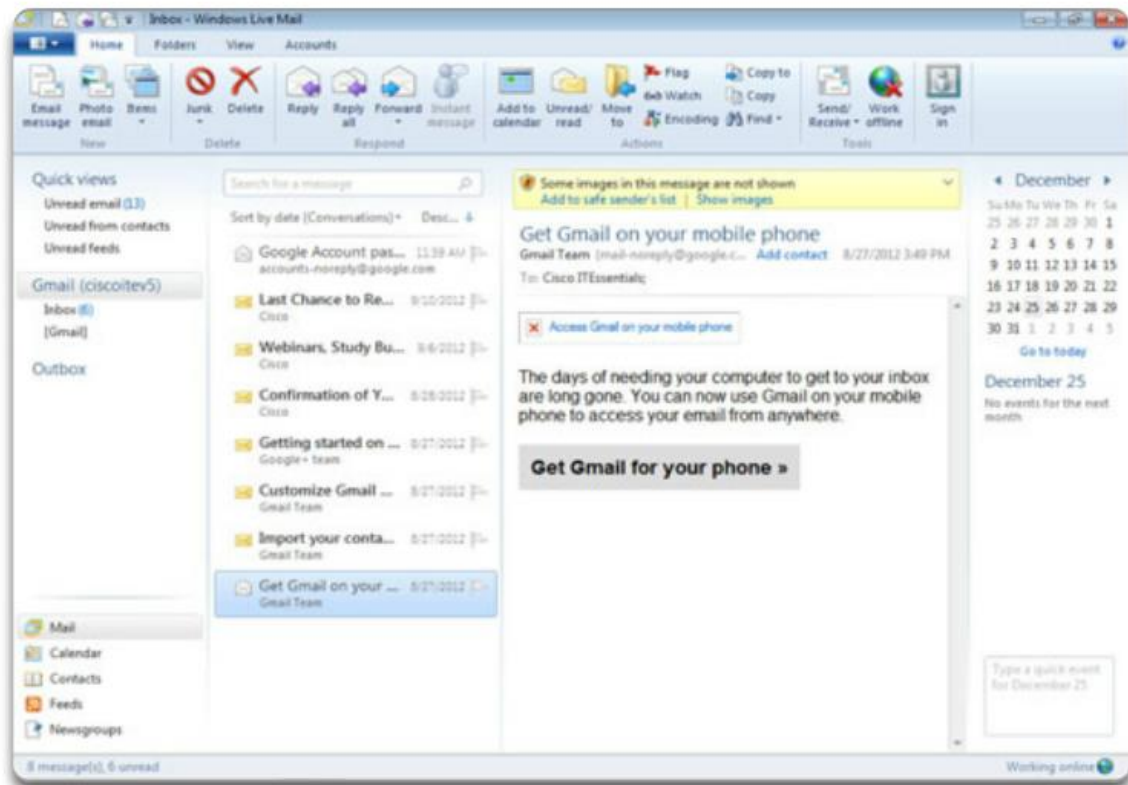 Inbox - Windows Live Mail
Home Folders View Accounts
Email message
Photo email
Items
New
Junk
Delete
Delete
Reply
Reply all
Forward
Instant message
Respond
Add to calendar
Unread/ read
Move to
Flag
Watch
Encoding
Copy to
Copy
Find
Actions
Send/ Receive
Work offline
Tools
Sign in
Quick views
Unread email (13)
Unread from contacts
Unread feeds
Gmail (ciscoitev5)
Inbox (6)
[Gmail]
Outbox
Mail
Calendar
Contacts
Feeds
Newsgroups
Search for a message
Sort by date (Conversations) Desc...
Google Account pas... 11:39 AM
accounts-noreply@google.com
Last Chance to Re... 9/10/2012
Cisco
Webinars, Study Bu... 9/6/2012
Cisco
Confirmation of Y... 8/28/2012
Cisco
Getting started on ... 8/27/2012
Google+ team
Customize Gmail ... 8/27/2012
Gmail Team
Import your conta... 8/27/2012
Gmail Team
Get Gmail on your ... 8/27/2012
Gmail Team
Some images in this message are not shown
Add to safe sender's list | Show images
Get Gmail on your mobile phone
Gmail Team (mail-noreply@google.c... Add contact 8/27/2012 3:49 PM
To: Cisco ITEssentials;
Access Gmail on your mobile phone
The days of needing your computer to get to your inbox
are long gone. You can now use Gmail on your mobile
phone to access your email from anywhere.
Get Gmail for your phone »
December
Su Mo Tu We Th Fr Sa
25 26 27 28 29 30 1
2 3 4 5 6 7 8
9 10 11 12 13 14 15
16 17 18 19 20 21 22
23 24 25 26 27 28 29
30 31 1 2 3 4 5
Go to today
December 25
No events for the next
month
Type a quick event
for December 25
8 message(s), 6 unread
Working online